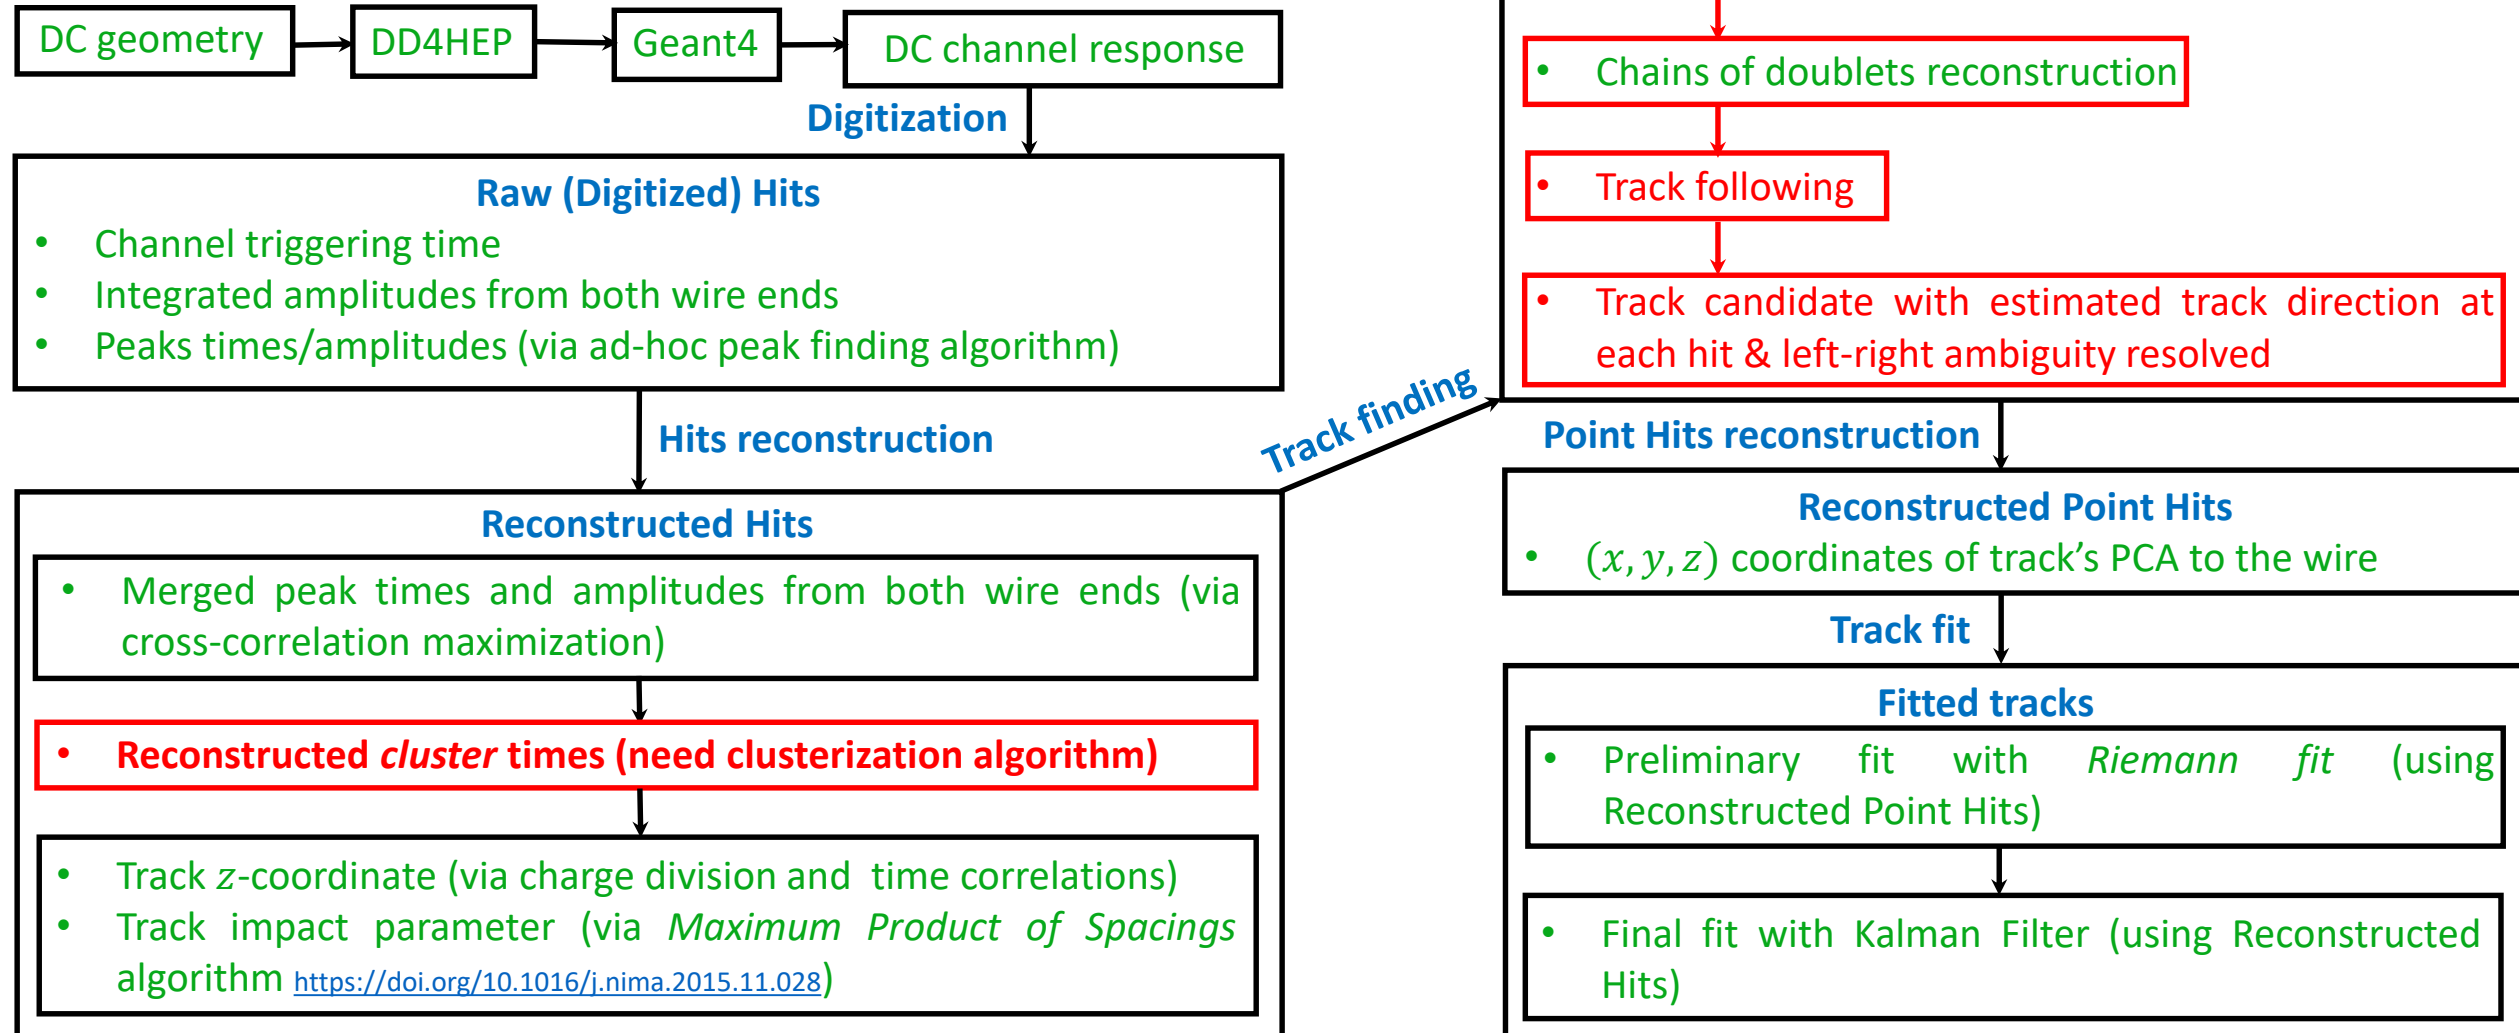 DC geometry
DD4HEP
Geant4
DC channel response
Digitization
Raw (Digitized) Hits
• Channel triggering time
• Integrated amplitudes from both wire ends
• Peaks times/amplitudes (via ad-hoc peak finding algorithm)
Hits reconstruction
Reconstructed Hits
• Merged peak times and amplitudes from both wire ends (via
cross-correlation maximization)
• Reconstructed cluster times (need clusterization algorithm)
• Track z-coordinate (via charge division and time correlations)
• Track impact parameter (via Maximum Product of Spacings
algorithm https://doi.org/10.1016/j.nima.2015.11.028)
Track finding
• Chains of doublets reconstruction
• Track following
• Track candidate with estimated track direction at
each hit & left-right ambiguity resolved
Point Hits reconstruction
Reconstructed Point Hits
• (x, y, z) coordinates of track's PCA to the wire
Track fit
Fitted tracks
• Preliminary fit with Riemann fit (using
Reconstructed Point Hits)
• Final fit with Kalman Filter (using Reconstructed
Hits)